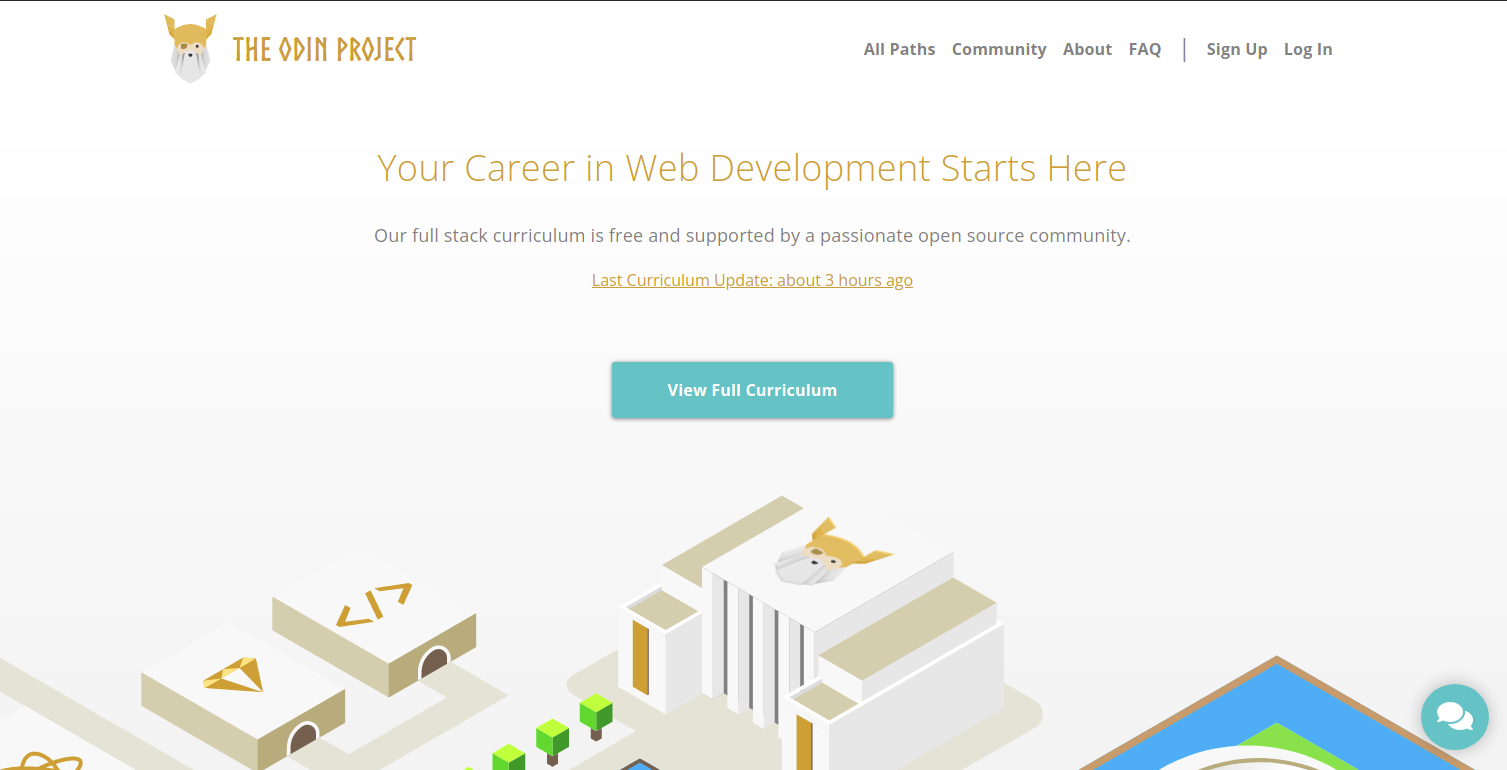 THE ODIN PROJECT
All Paths Community About FAQ | Sign Up Log In
Your Career in Web Development Starts Here
Our full stack curriculum is free and supported by a passionate open source community.
Last Curriculum Update: about 3 hours ago
View Full Curriculum
</>